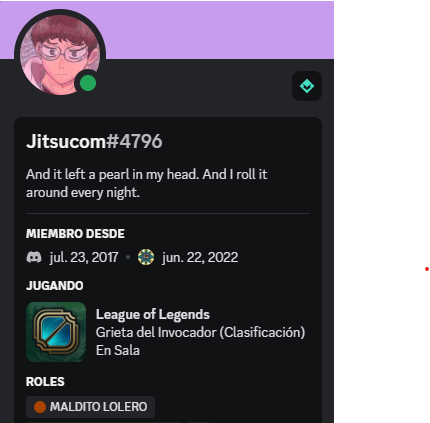 Jitsucom#4796
And it left a pearl in my head. And I roll it
around every night.
MIEMBRO DESDE
jul. 23, 2017 • jun. 22, 2022
JUGANDO
League of Legends
Grieta del Invocador (Clasificación)
En Sala
ROLES
MALDITO LOLERO